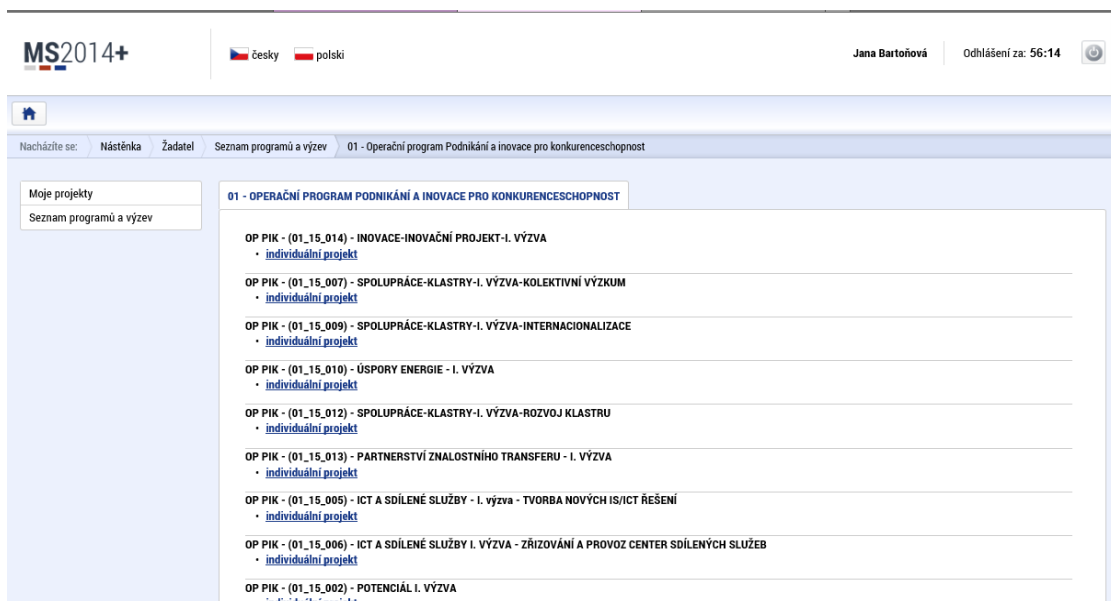 MS2014+
česky polski
Jana Bartoňová Odhlášení za: 56:14
Nacházíte se: Nástěnka Žadatel Seznam programů a výzev 01 - Operační program Podnikání a inovace pro konkurenceschopnost
Moje projekty
Seznam programů a výzev
01 - OPERAČNÍ PROGRAM PODNIKÁNÍ A INOVACE PRO KONKURENCESCHOPNOST
OP PIK - (01_15_014) - INOVACE-INOVAČNÍ PROJEKT-I. VÝZVA
• individuální projekt
OP PIK - (01_15_007) - SPOLUPRÁCE-KLASTRY-I. VÝZVA-KOLEKTIVNÍ VÝZKUM
• individuální projekt
OP PIK - (01_15_009) - SPOLUPRÁCE-KLASTRY-I. VÝZVA-INTERNACIONALIZACE
• individuální projekt
OP PIK - (01_15_010) - ÚSPORY ENERGIE - I. VÝZVA
• individuální projekt
OP PIK - (01_15_012) - SPOLUPRÁCE-KLASTRY-I. VÝZVA-ROZVOJ KLASTRU
• individuální projekt
OP PIK - (01_15_013) - PARTNERSTVÍ ZNALOSTNÍHO TRANSFERU - I. VÝZVA
• individuální projekt
OP PIK - (01_15_005) - ICT A SDÍLENÉ SLUŽBY - I. výzva - TVORBA NOVÝCH IS/ICT ŘEŠENÍ
• individuální projekt
OP PIK - (01_15_006) - ICT A SDÍLENÉ SLUŽBY I. VÝZVA - ZŘIZOVÁNÍ A PROVOZ CENTER SDÍLENÝCH SLUŽEB
• individuální projekt
OP PIK - (01_15_002) - POTENCIÁL I. VÝZVA